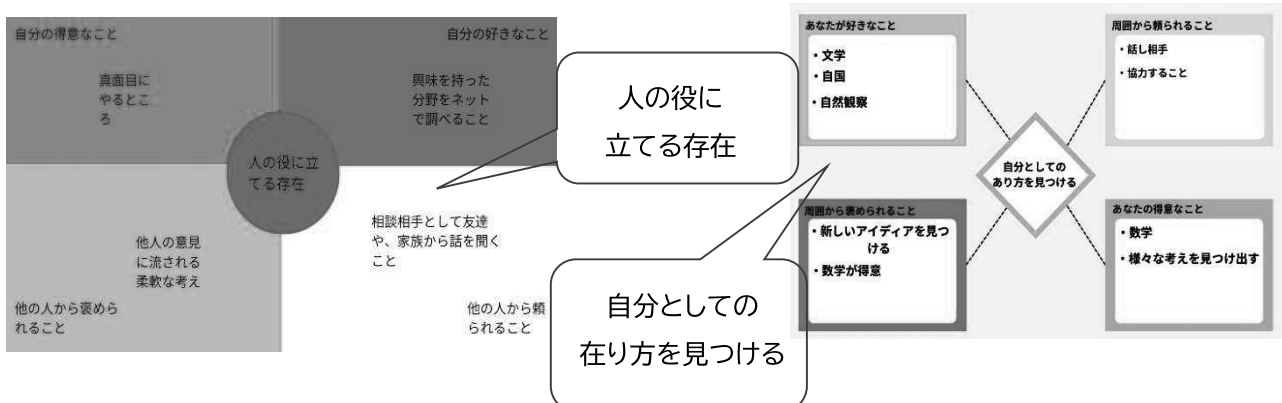 自分の得意なこと
真面目に
やるとこ
ろ
自分の好きなこと
興味を持った
分野をネット
で調べること
人の役に立
てる存在
他人の意見
に流される
柔軟な考え
他の人から褒めら
れること
相談相手として友達
や、家族から話を聞く
こと
他の人から頼
られること
人の役に
立てる存在
自分としての
在り方を見つける
あなたが好きなこと
・文学
・自国
・自然観察
周囲から頼られること
・話し相手
・協力すること
自分としての
あり方を見つける
周囲から褒められること
・新しいアイディアを見つ
ける
・数学が得意
あなたの得意なこと
・数学
・様々な考えを見つけ出す